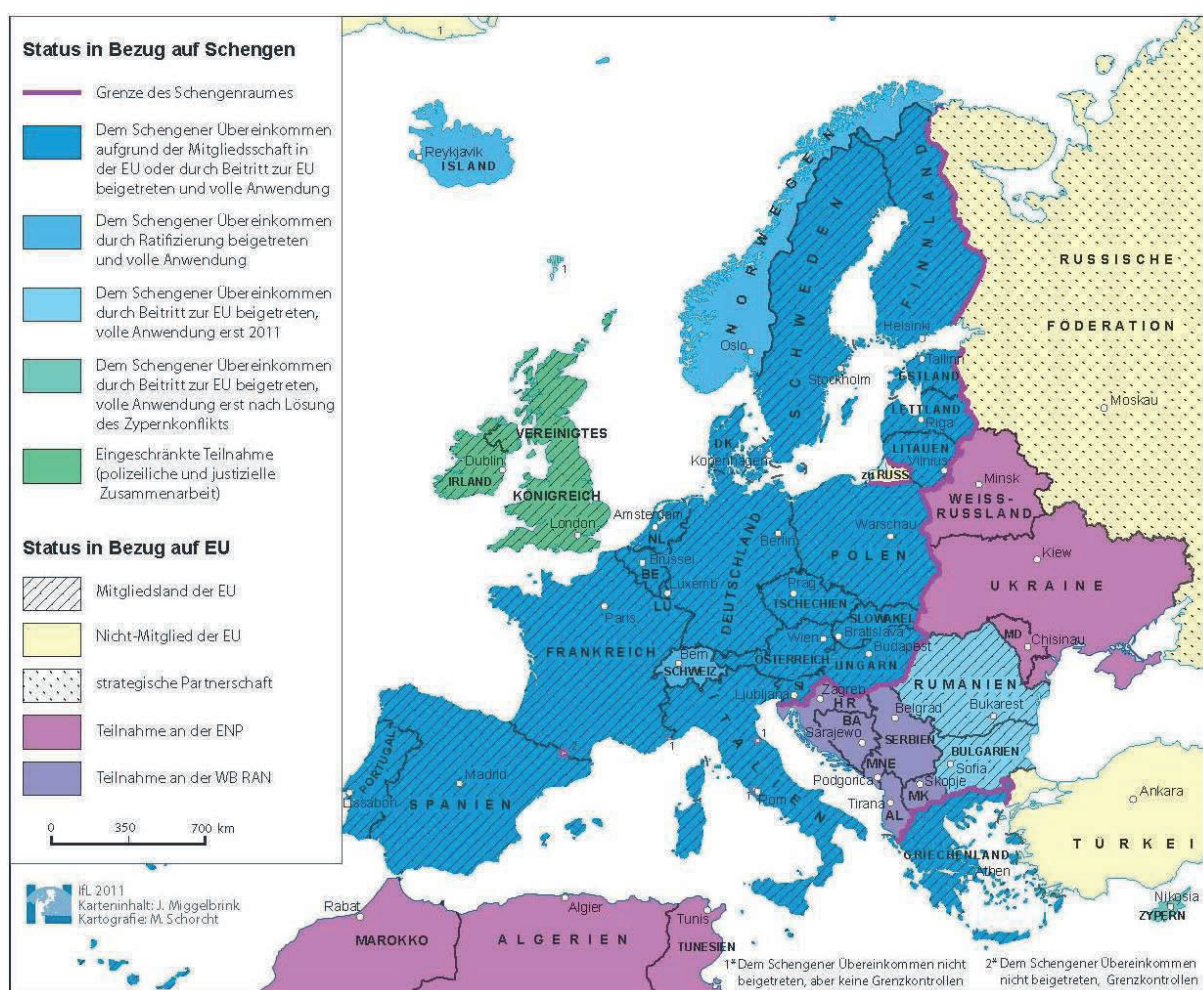 Status in Bezug auf Schengen
Grenze des Schengenraumes
Dem Schengener Übereinkommen
aufgrund der Mitgliedsschaft in
der EU oder durch Beitritt zur EU
beigetreten und volle Anwendung
Dem Schengener Übereinkommen
durch Ratifizierung beigetreten
und volle Anwendung
Dem Schengener Übereinkommen
durch Beitritt zur EU beigetreten,
volle Anwendung erst 2011
Dem Schengener Übereinkommen
durch Beitritt zur EU beigetreten,
volle Anwendung erst nach Lösung
des Zypernkonflikts
Eingeschränkte Teilnahme
(polizeiliche und justizielle
Zusammenarbeit)
Status in Bezug auf EU
Mitgliedsland der EU
Nicht-Mitglied der EU
strategische Partnerschaft
Teilnahme an der ENP
Teilnahme an der WB RAN
0 350 700 km
IfL 2011
Karteninhalt: J. Miggelbrink
Kartografie: M. Schorcht
1
Reykjavik
ISLAND
1
NORWEGEN
Oslo
SCHWEDEN
Stockholm
FINNLAND
Helsinki
RUSSISCHE
FÖDERATION
Moskau
Tallinn
ESTLAND
LETTLAND
Riga
LITAUEN
Vilnius
zu RUSS
DK
Kopenhagen
VEREINIGTES
KÖNIGREICH
Dublin
IRLAND
London
Amsterdam
NL
Brüssel
BE
Luxemb
LU
DEUTSCHLAND
Berlin
Warschau
POLEN
Minsk
WEISS-
RUSSLAND
Kiew
UKRAINE
MD
Chisinau
Prag
TSCHECHIEN
SLOWAKEI
Wien
Bratislava
Budapest
ÖSTERREICH
UNGARN
Paris
FRANKREICH
Bern
SCHWEIZ
Ljubljana
Zagreb
HR
BA
Sarajewo
Belgrad
SERBIEN
RUMÄNIEN
Bukarest
BULGARIEN
Sofia
MNE
Podgorica
Skopje
MK
Tirana
AL
ITALIEN
Rom
1
1
1
2
PORTUGAL
Lissabon
Madrid
SPANIEN
GRIECHENLAND
Athen
Ankara
TÜRKEI
Nikosia
ZYPERN
Rabat
MAROKKO
Algier
ALGERIEN
Tunis
TUNESIEN
1* Dem Schengener Übereinkommen nicht
beigetreten, aber keine Grenzkontrollen
2* Dem Schengener Übereinkommen
nicht beigetreten, Grenzkontrollen